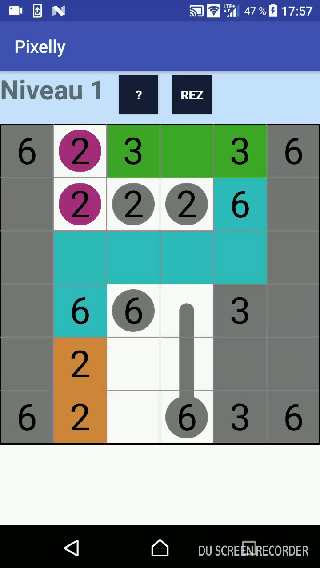 47 % 17:57
Pixelly
Niveau 1 ? REZ
6 2 3 3 6
2 2 2 6
6 6 3
2
6 2 6 3 6
DU SCREEN RECORDER